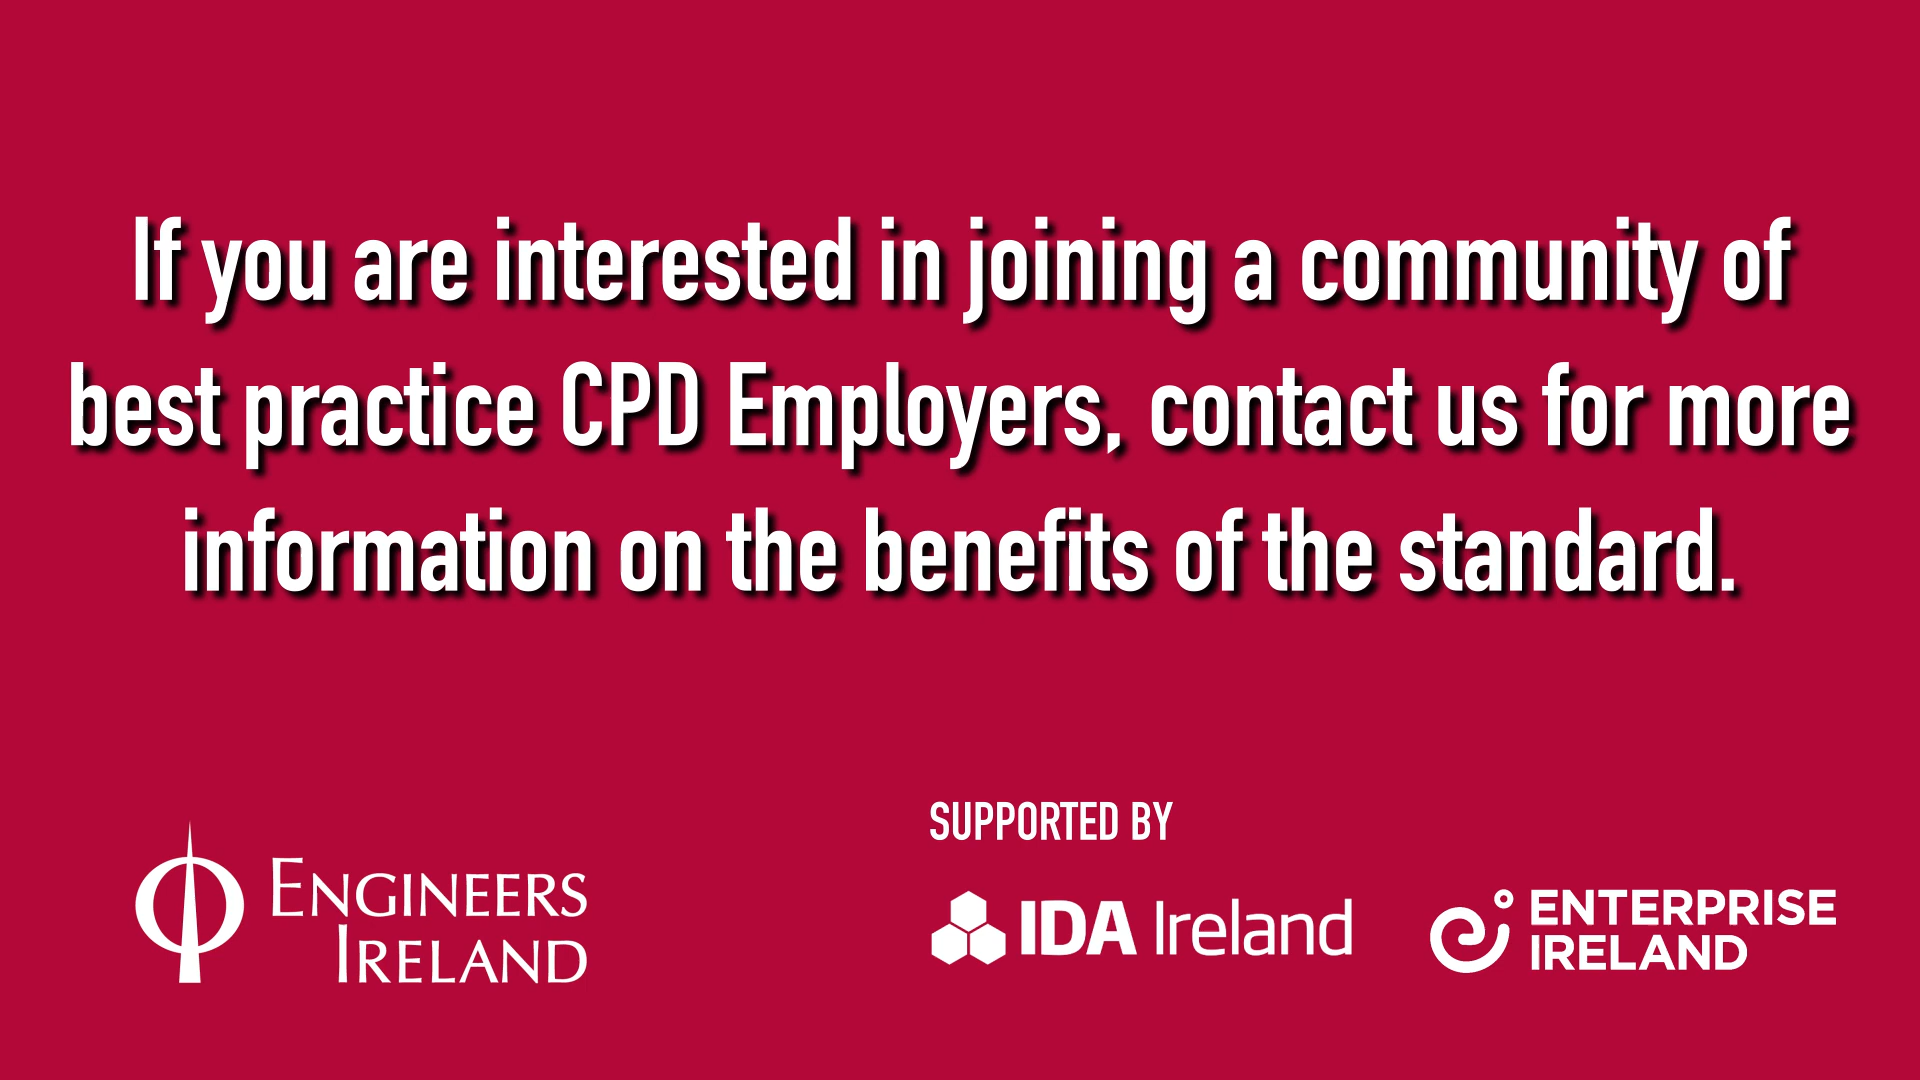 If you are interested in joining a community of
best practice CPD Employers, contact us for more
information on the benefits of the standard.
SUPPORTED BY
ENGINEERS
IRELAND
IDA Ireland
ENTERPRISE
IRELAND